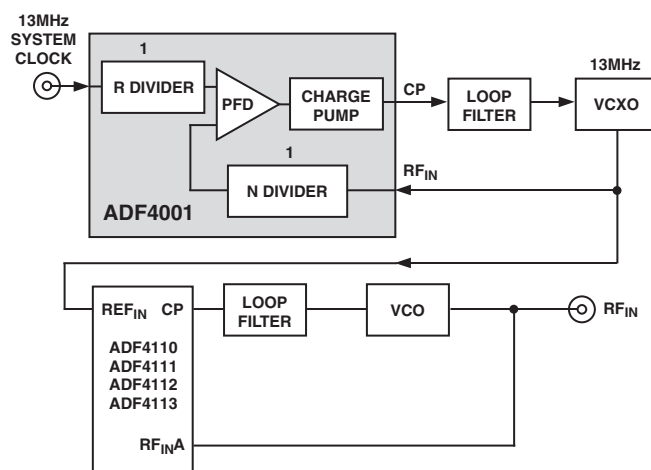 13MHz
SYSTEM
CLOCK
1
R DIVIDER
PFD
CHARGE
PUMP
CP
LOOP
FILTER
13MHz
VCXO
1
N DIVIDER
RFIN
ADF4001
REFIN CP
LOOP
FILTER
VCO
RFIN
ADF4110
ADF4111
ADF4112
ADF4113
RFINA